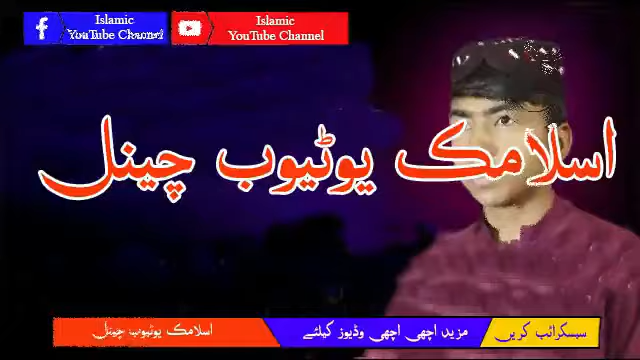 Islamic
YouTube Channel
Islamic
YouTube Channel
اسلامک یوٹیوب چینل
سبسکرائب کریں
مزید اچھی اچھی وڈیوز کیلئے
اسلامک یوٹیوب چینل